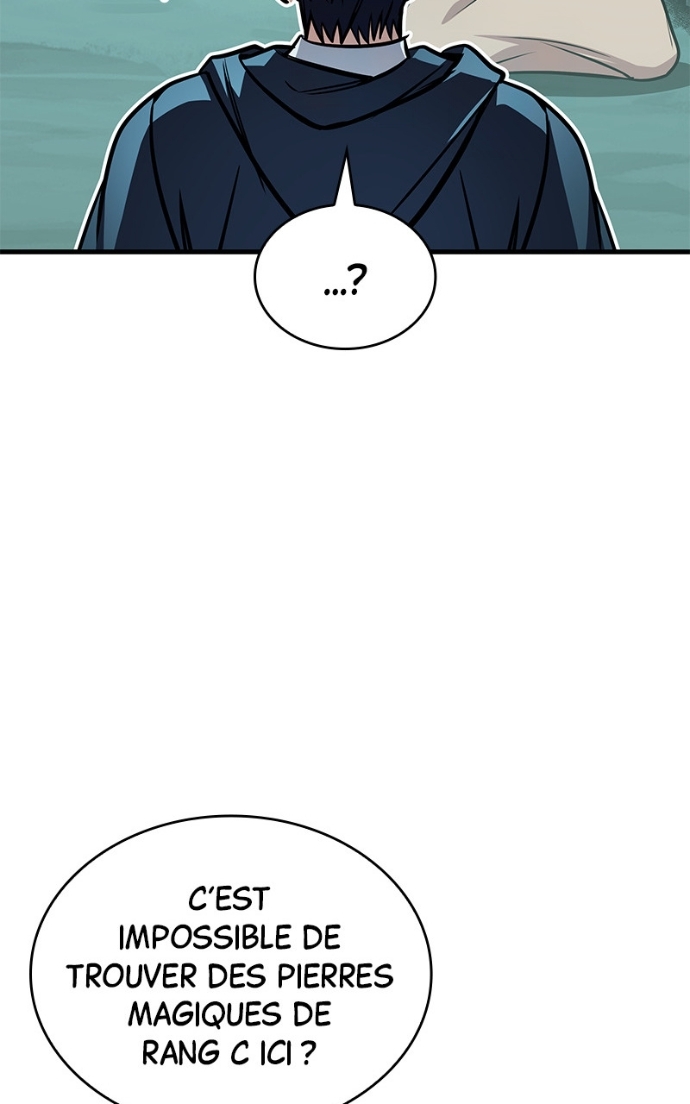 ...?
C'EST
IMPOSSIBLE DE
TROUVER DES PIERRES
MAGIQUES DE
RANG C ICI ?